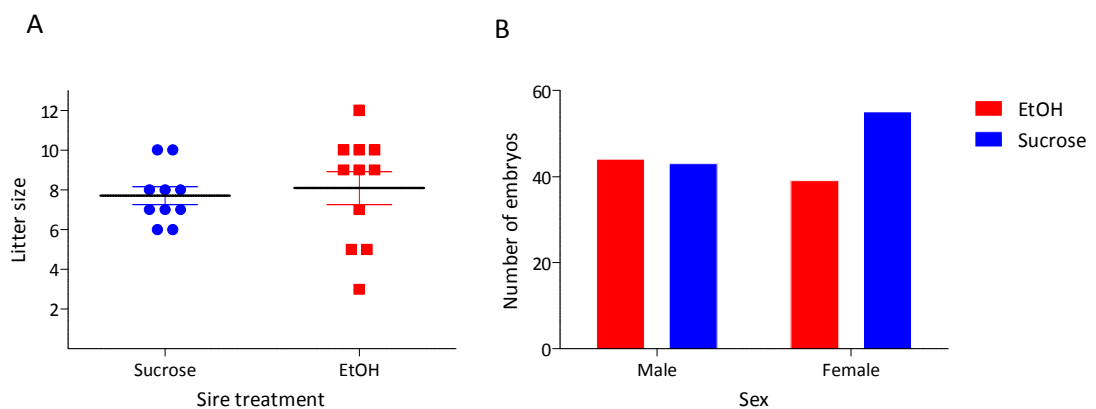 A
Litter size
12
10
8
6
4
2
Sucrose
EtOH
Sire treatment
B
Number of embryos
60
40
20
0
Male
Female
Sex
EtOH
Sucrose